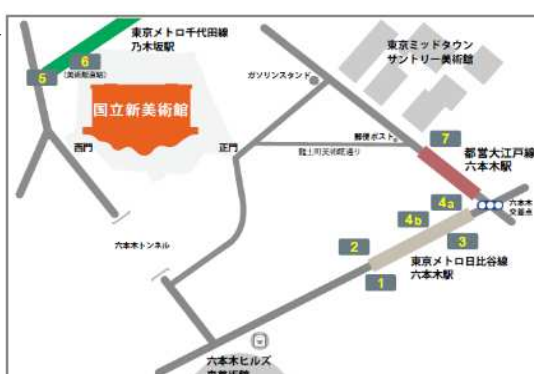 東京メトロ千代田線
乃木坂駅
6
(美術館直結)
5
国立新美術館
西門
正門
ガソリンスタンド
東京ミッドタウン
サントリー美術館
郵便ポスト
龍土町美術館通り
7
都営大江戸線
六本木駅
4a
六本木
交差点
4b
3
2
東京メトロ日比谷線
六本木駅
1
六本木トンネル
六本木ヒルズ
森美術館